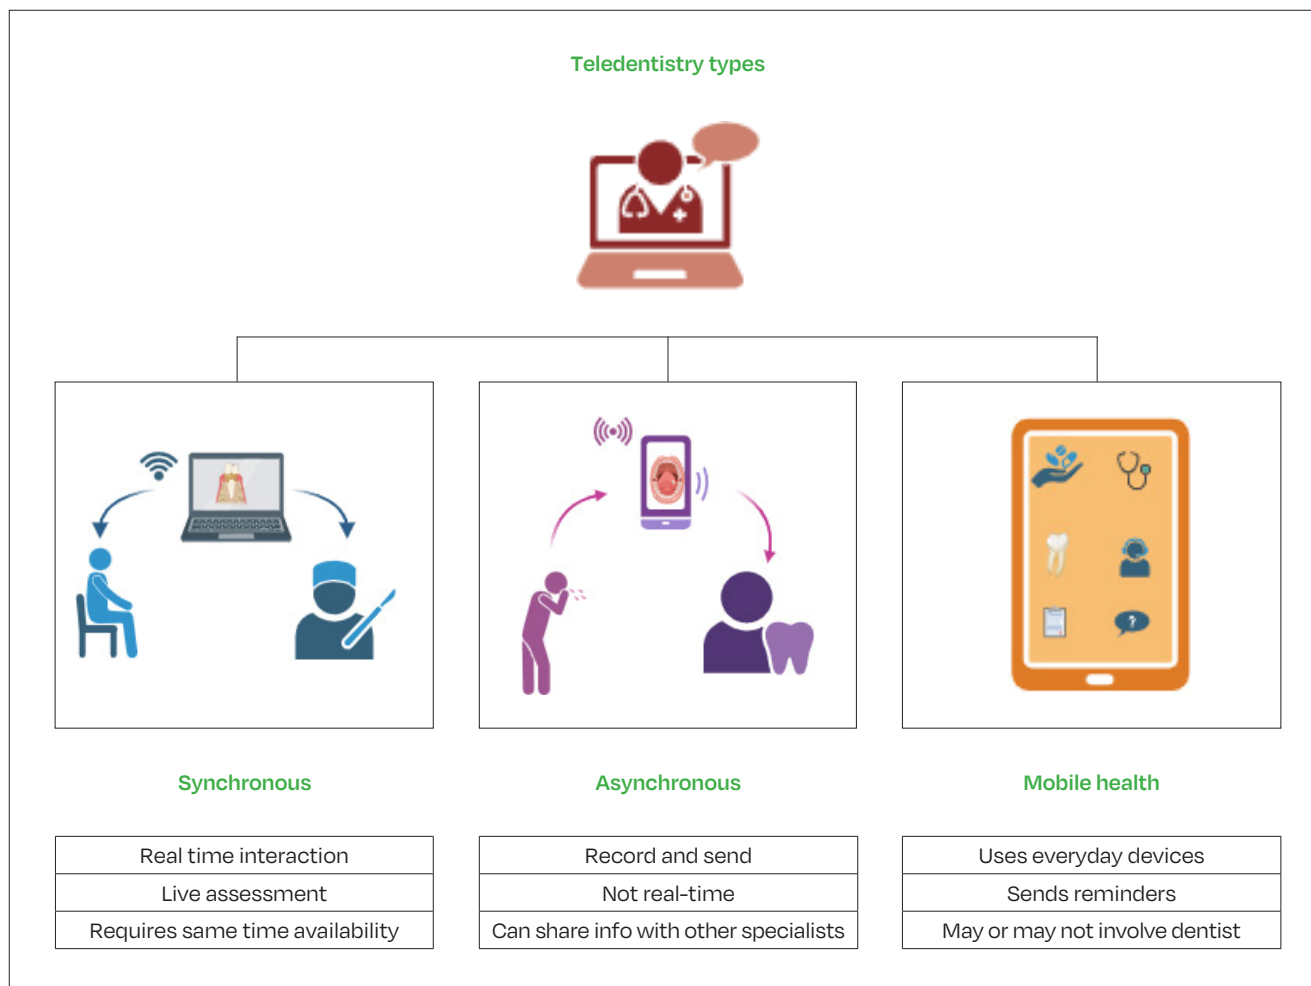 Teledentistry types
Synchronous
Asynchronous
Mobile health
Real time interaction
Live assessment
Requires same time availability
Record and send
Not real-time
Can share info with other specialists
Uses everyday devices
Sends reminders
May or may not involve dentist
?